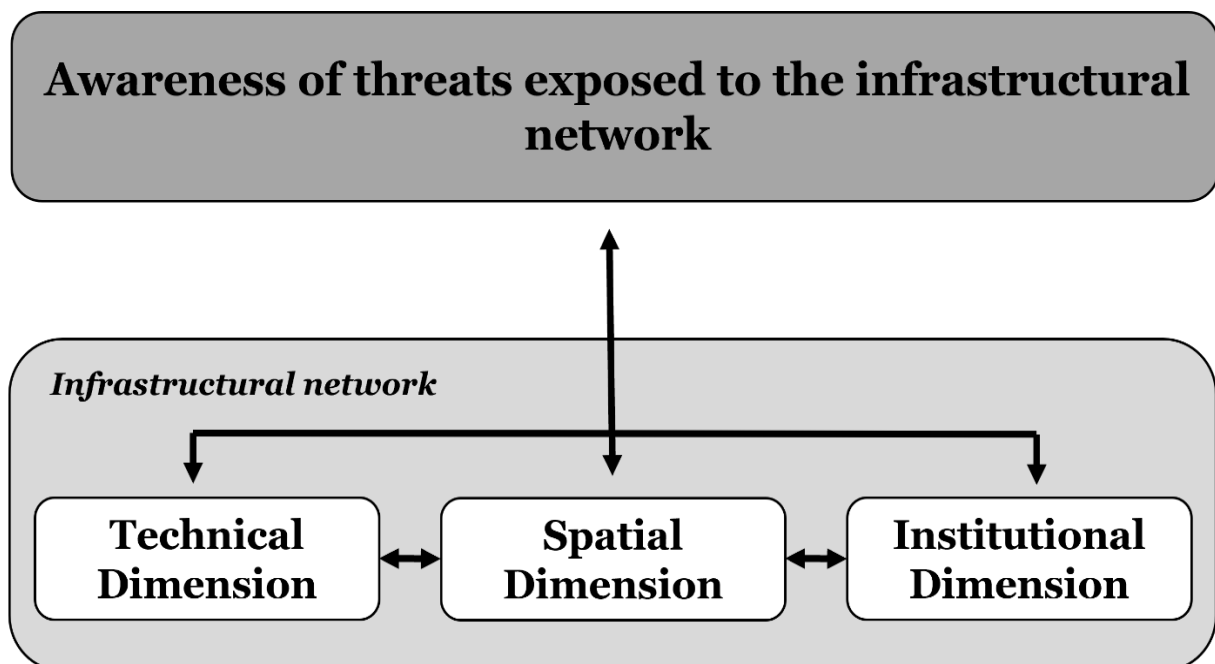 Awareness of threats exposed to the infrastructural
network
Infrastructural network
Technical
Dimension
Spatial
Dimension
Institutional
Dimension